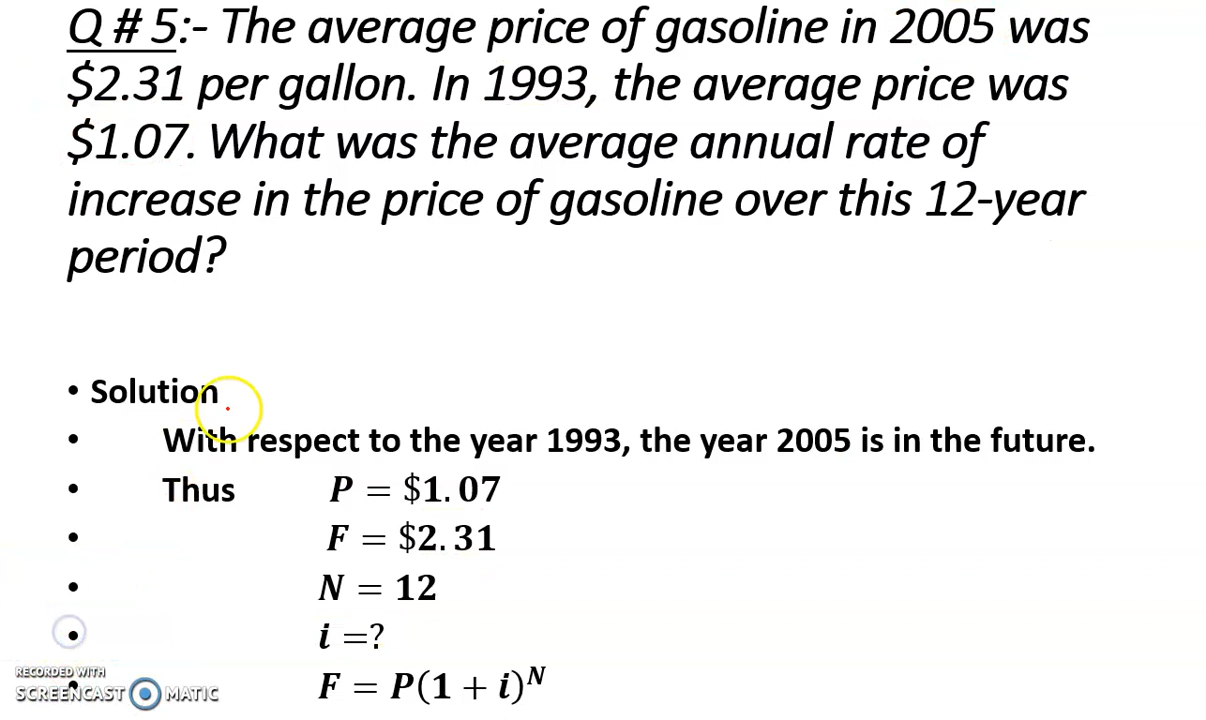 Q # 5:- The average price of gasoline in 2005 was
$2.31 per gallon. In 1993, the average price was
$1.07. What was the average annual rate of
increase in the price of gasoline over this 12-year
period?
• Solution
• With respect to the year 1993, the year 2005 is in the future.
• Thus P = $1.07
• F = $2.31
• N = 12
• i =?
RECORDED WITH
SCREENCAST MATIC
• F = P(1 + i)^N